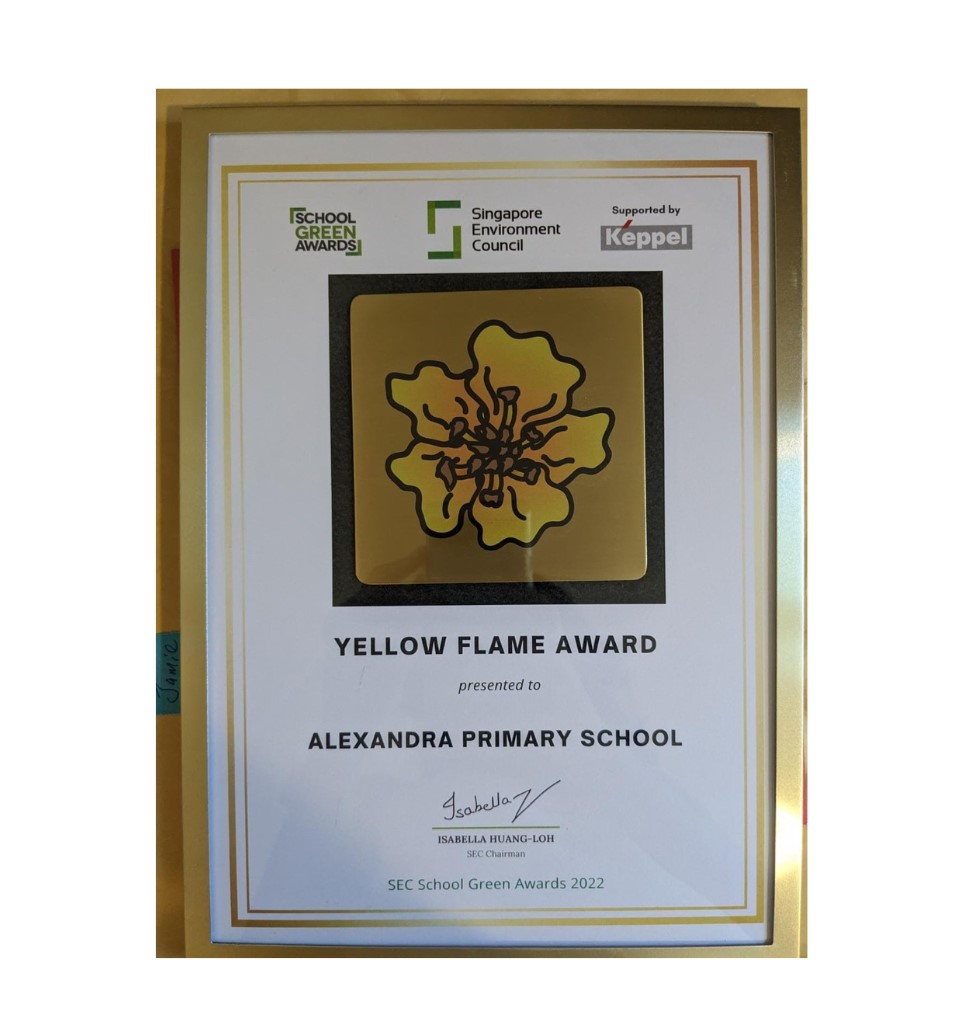 SCHOOL
GREEN
AWARDS
Singapore
Environment
Council
Supported by
Keppel
YELLOW FLAME AWARD
presented to
ALEXANDRA PRIMARY SCHOOL
Isabella
ISABELLA HUANG-LOH
SEC Chairman
SEC School Green Awards 2022
Jamie